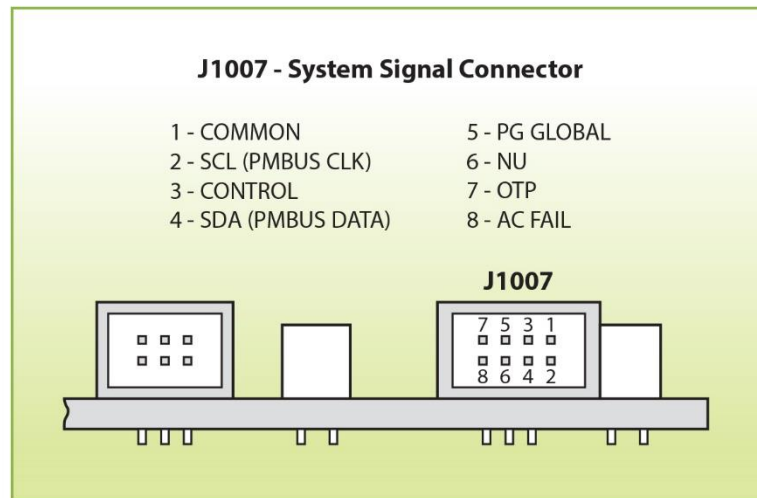 J1007 - System Signal Connector
1 - COMMON
2 - SCL (PMBUS CLK)
3 - CONTROL
4 - SDA (PMBUS DATA)
5 - PG GLOBAL
6 - NU
7 - OTP
8 - AC FAIL
J1007
7 5 3 1
8 6 4 2